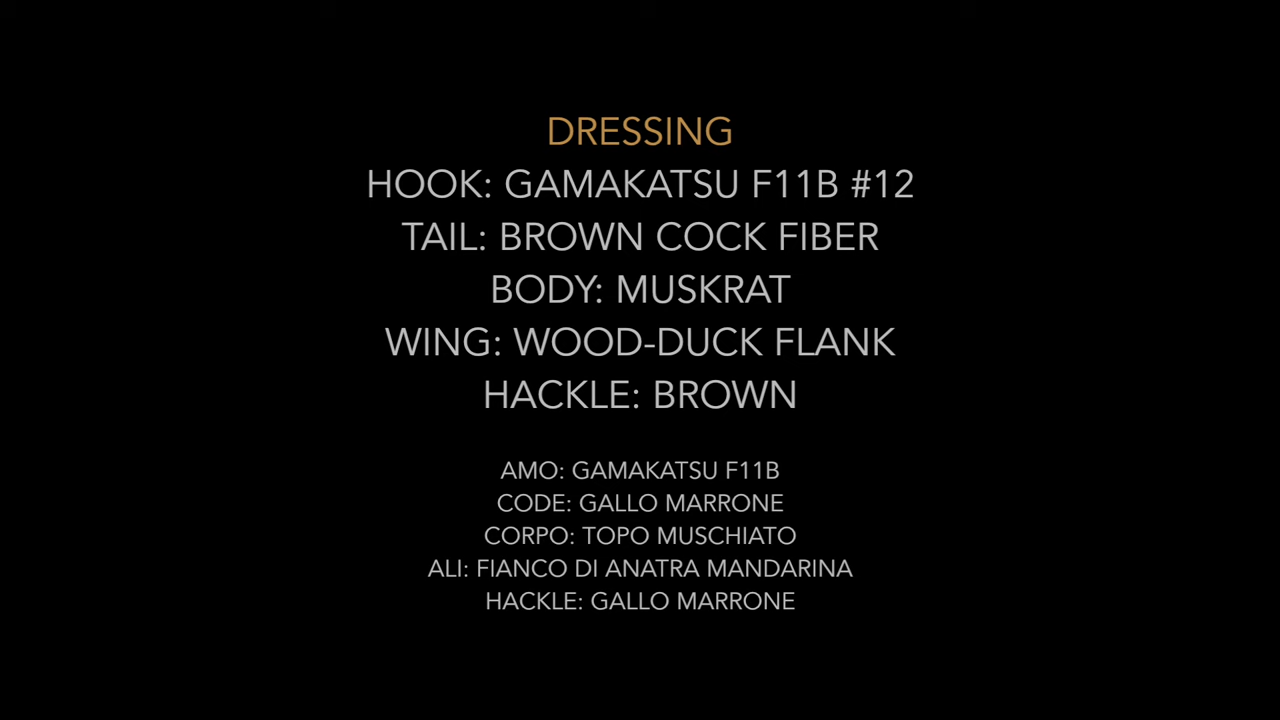 DRESSING
HOOK: GAMAKATSU F11B #12
TAIL: BROWN COCK FIBER
BODY: MUSKRAT
WING: WOOD-DUCK FLANK
HACKLE: BROWN
AMO: GAMAKATSU F11B
CODE: GALLO MARRONE
CORPO: TOPO MUSCHIATO
ALI: FIANCO DI ANATRA MANDARINA
HACKLE: GALLO MARRONE